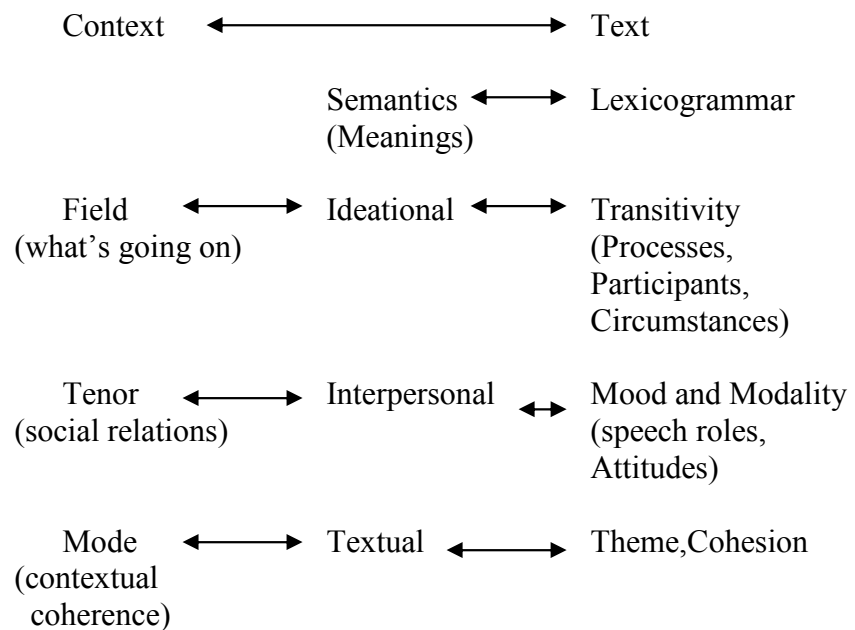 Context Text
Semantics Lexicogrammar
(Meanings)
Field Ideational Transitivity
(what's going on) (Processes,
Participants,
Circumstances)
Tenor Interpersonal Mood and Modality
(social relations) (speech roles,
Attitudes)
Mode Textual Theme,Cohesion
(contextual
coherence)